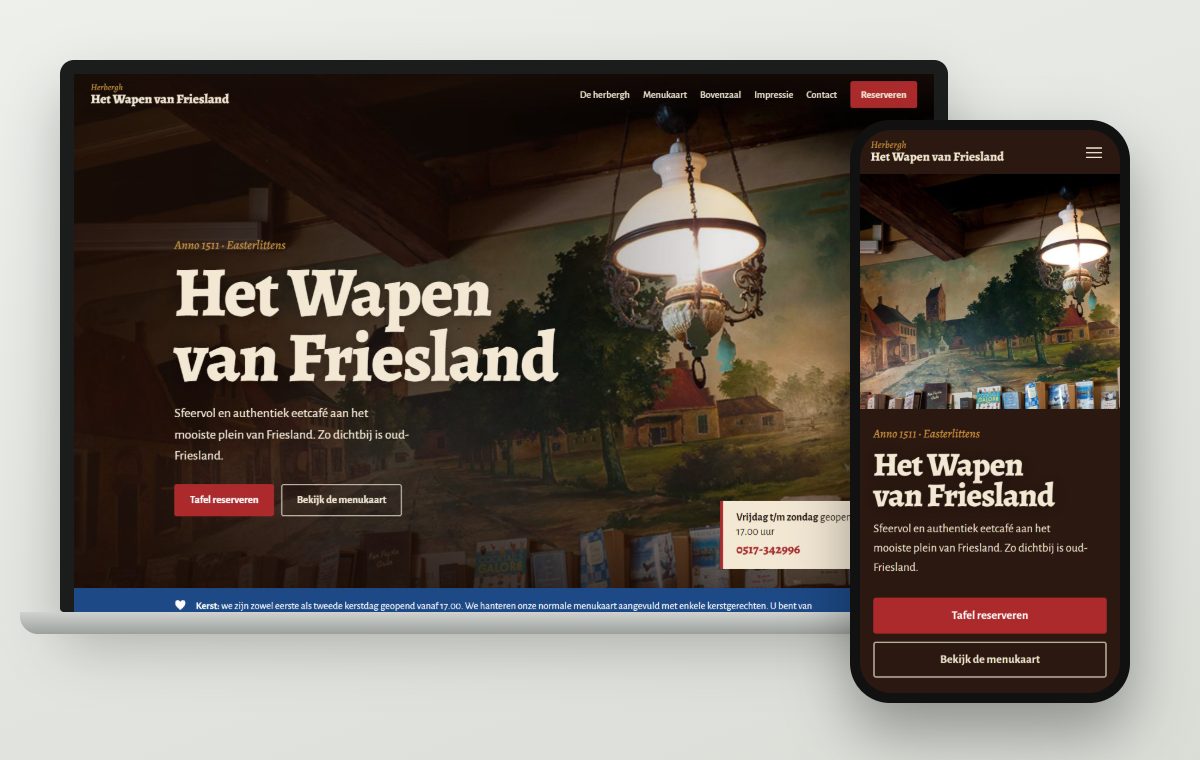 Herbergh
Het Wapen van Friesland
De herbergh Menukaart Bovenzaal Impressie Contact Reserveren
Anno 1511 · Easterlittens
Het Wapen
van Friesland
Sfeervol en authentiek eetcafé aan het
mooiste plein van Friesland. Zo dichtbij is oud-
Friesland.
Tafel reserveren Bekijk de menukaart
Vrijdag t/m zondag
17.00 uur
0517-342996
Kerst: we zijn zowel eerste als tweede kerstdag geopend vanaf 17.00. We hanteren onze normale menukaart aangevuld met enkele kerstgerechten. U bent van
Herbergh
Het Wapen van Friesland
Anno 1511 · Easterlittens
Het Wapen
van Friesland
Sfeervol en authentiek eetcafé aan het
mooiste plein van Friesland. Zo dichtbij is oud-
Friesland.
Tafel reserveren
Bekijk de menukaart